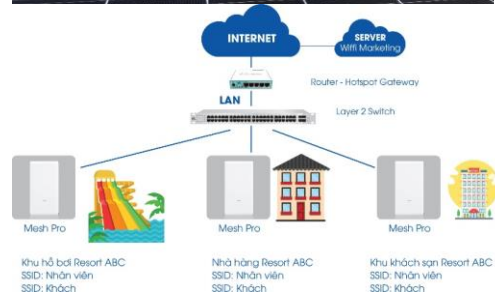 INTERNET
SERVER
Wiffi Marketing
Router - Hotspot Gateway
LAN
Layer 2 Switch
Mesh Pro
Mesh Pro
Mesh Pro
Khu hồ bơi Resort ABC
SSID: Nhân viên
SSID: Khách
Nhà hàng Resort ABC
SSID: Nhân viên
SSID: Khách
Khu khách sạn Resort ABC
SSID: Nhân viên
SSID: Khách